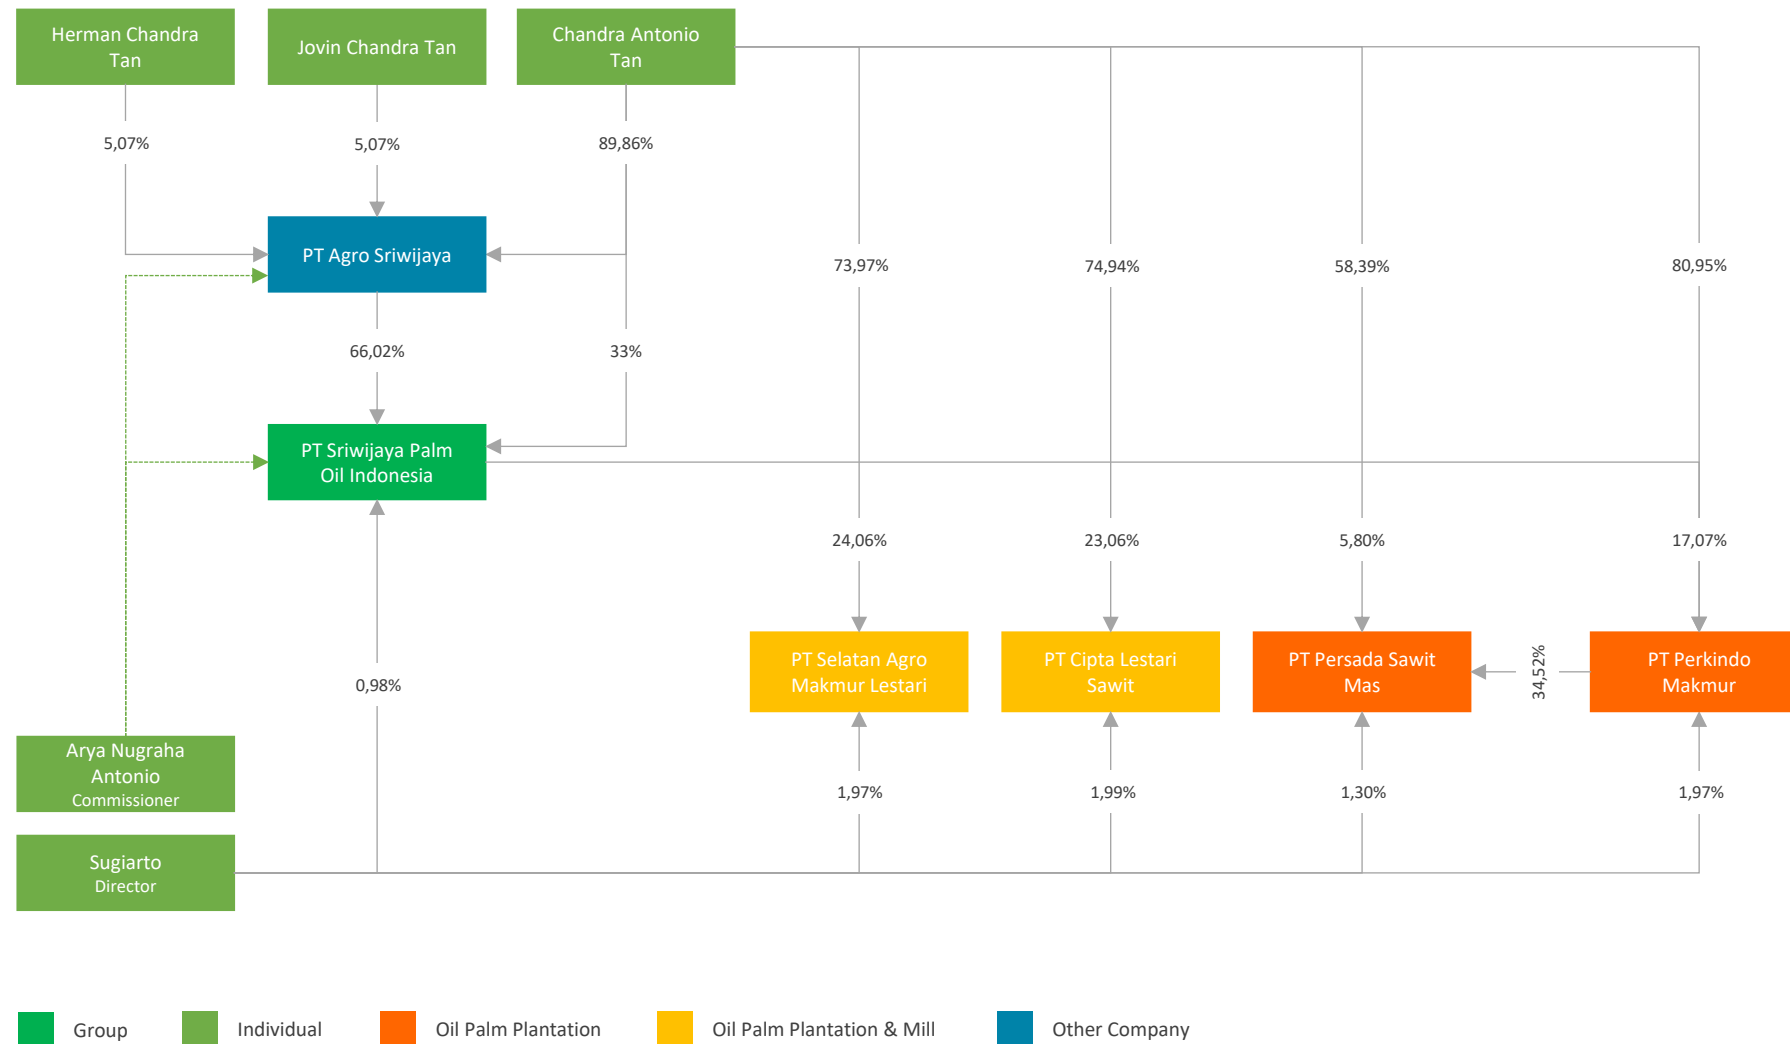 Herman Chandra
Tan
Jovin Chandra Tan
Chandra Antonio
Tan
5,07%
5,07%
89,86%
PT Agro Sriwijaya
73,97%
74,94%
58,39%
80,95%
66,02%
33%
PT Sriwijaya Palm
Oil Indonesia
24,06%
23,06%
5,80%
17,07%
PT Selatan Agro
Makmur Lestari
PT Cipta Lestari
Sawit
PT Persada Sawit
Mas
34,52%
PT Perkindo
Makmur
0,98%
Arya Nugraha
Antonio
Commissioner
1,97%
1,99%
1,30%
1,97%
Sugiarto
Director
Group
Individual
Oil Palm Plantation
Oil Palm Plantation & Mill
Other Company